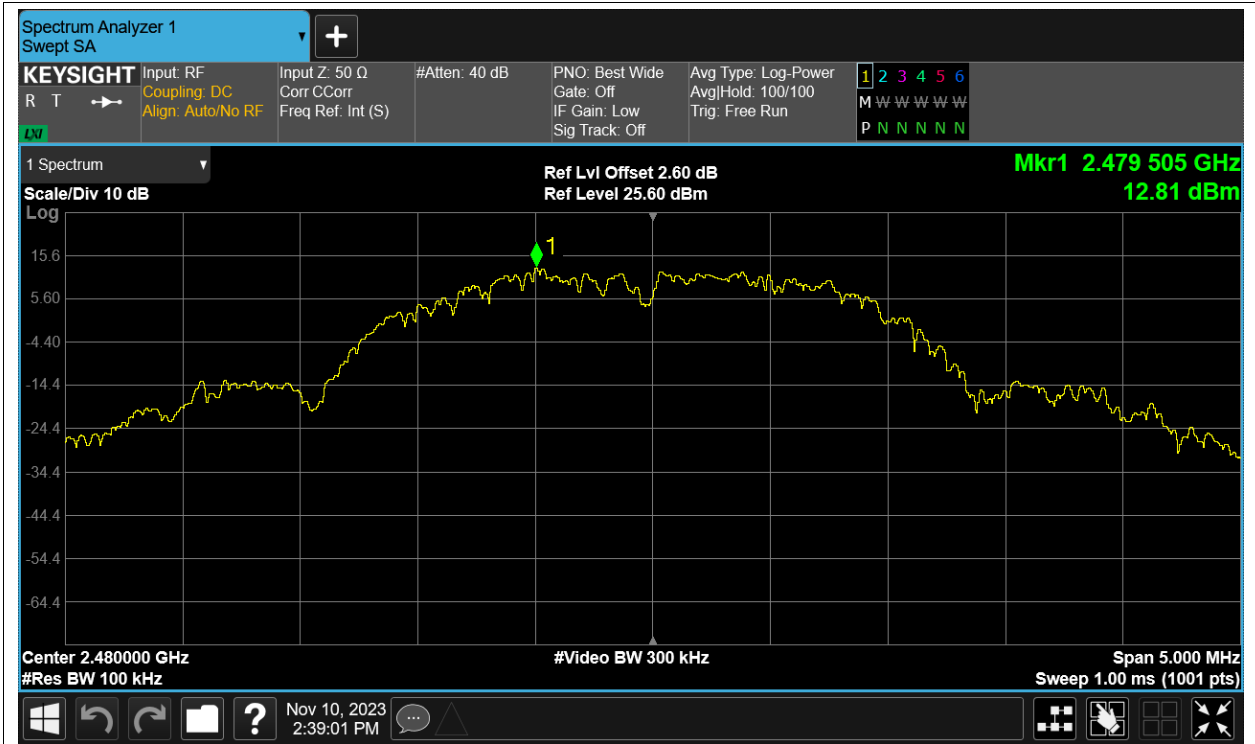 Spectrum Analyzer 1
Swept SA
KEYSIGHT
R T
LXI
Input: RF
Coupling: DC
Align: Auto/No RF
Input Z: 50 Ω
Corr CCorr
Freq Ref: Int (S)
#Atten: 40 dB
PNO: Best Wide
Gate: Off
IF Gain: Low
Sig Track: Off
Avg Type: Log-Power
Avg|Hold: 100/100
Trig: Free Run
1 2 3 4 5 6
M W W W W W
P N N N N N
1 Spectrum
Scale/Div 10 dB
Ref Lvl Offset 2.60 dB
Ref Level 25.60 dBm
Mkr1 2.479 505 GHz
12.81 dBm
Log
1
15.6
5.60
-4.40
-14.4
-24.4
-34.4
-44.4
-54.4
-64.4
Center 2.480000 GHz
#Video BW 300 kHz
Span 5.000 MHz
#Res BW 100 kHz
Sweep 1.00 ms (1001 pts)
?
Nov 10, 2023
2:39:01 PM